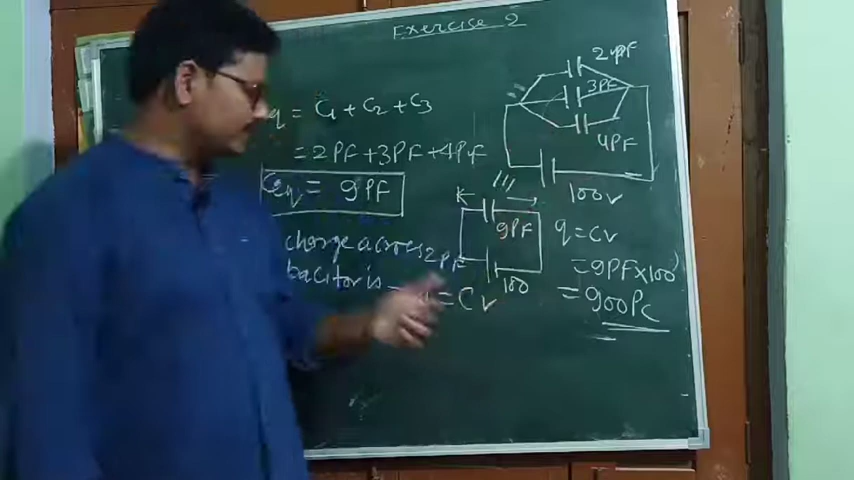 Exercise 2
q = C₁ + C₂ + C₃
= 2PF + 3PF + 4PF
Ceq = 9PF
charge across 2PF
pacitor is
= CV
2PF
3PF
4PF
100V
K
9PF
100
q = CV
= 9PF × 100
= 900PC